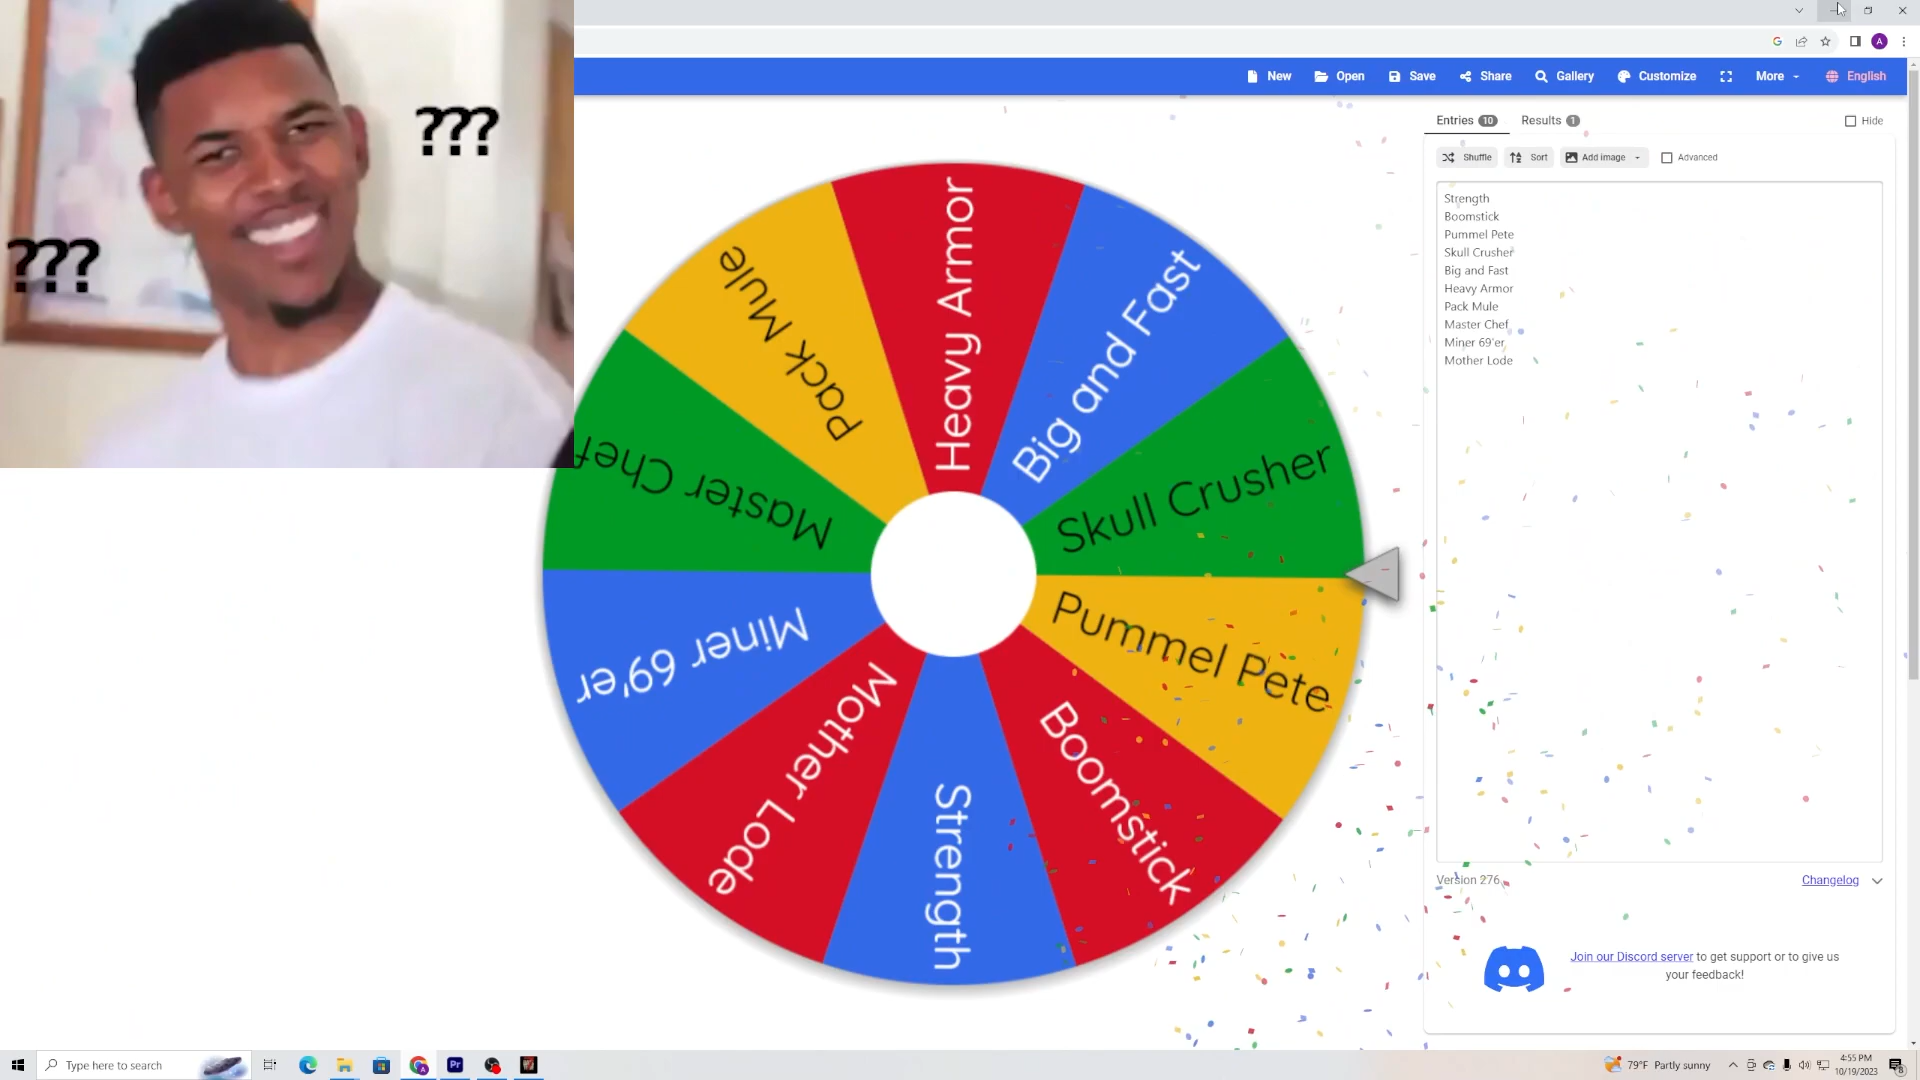 ???
???
New
Open
Save
Share
Gallery
Customize
More
English
Entries 10
Results 1
Hide
Shuffle
Sort
Add image
Advanced
Strength
Boomstick
Pummel Pete
Skull Crusher
Big and Fast
Heavy Armor
Pack Mule
Master Chef
Miner 69'er
Mother Lode
Heavy Armor
Big and Fast
Skull Crusher
Pummel Pete
Boomstick
Strength
Mother Lode
Miner 69'er
Master Chef
Pack Mule
Version 276
Changelog
Join our Discord server to get support or to give us
your feedback!
Type here to search
Pr
79°F Partly sunny
4:55 PM
10/19/2023
A
8